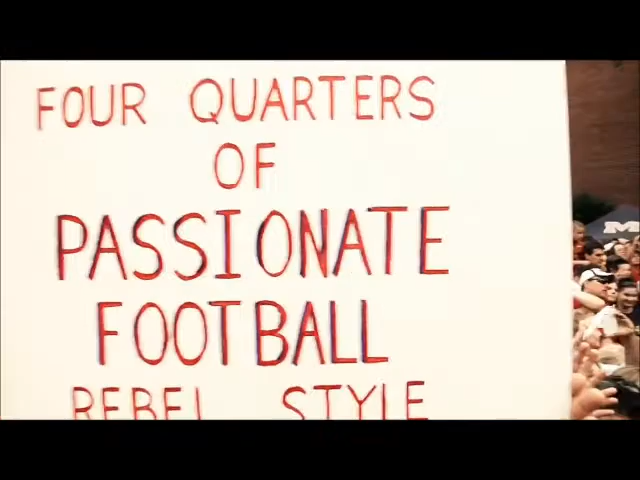 FOUR QUARTERS
OF
PASSIONATE
FOOTBALL
REBEL STYLE
M